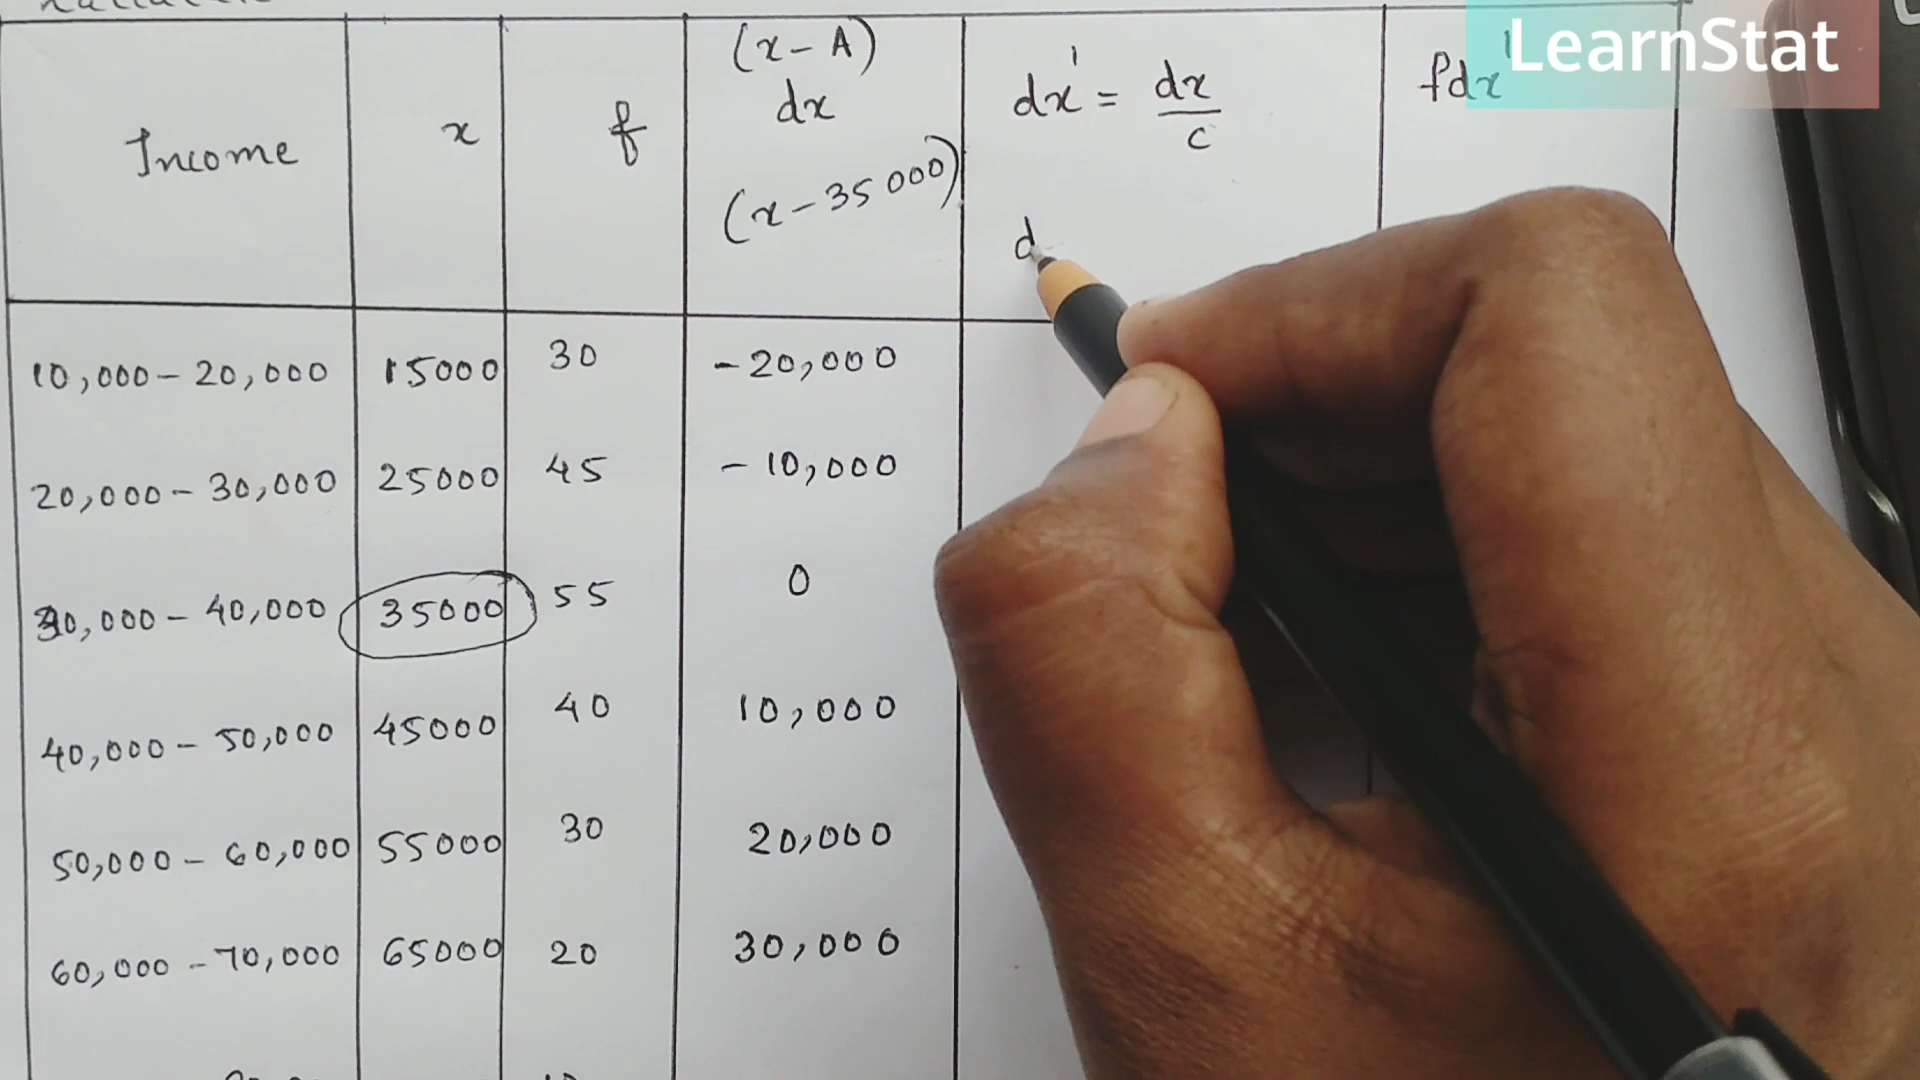 LearnStat
Income x f (x-A) dx (x-35000) dx' = dx/c fdx'
d
10,000-20,000 15000 30 -20,000
20,000-30,000 25000 45 -10,000
30,000-40,000 35000 55 0
40,000-50,000 45000 40 10,000
50,000-60,000 55000 30 20,000
60,000-70,000 65000 20 30,000